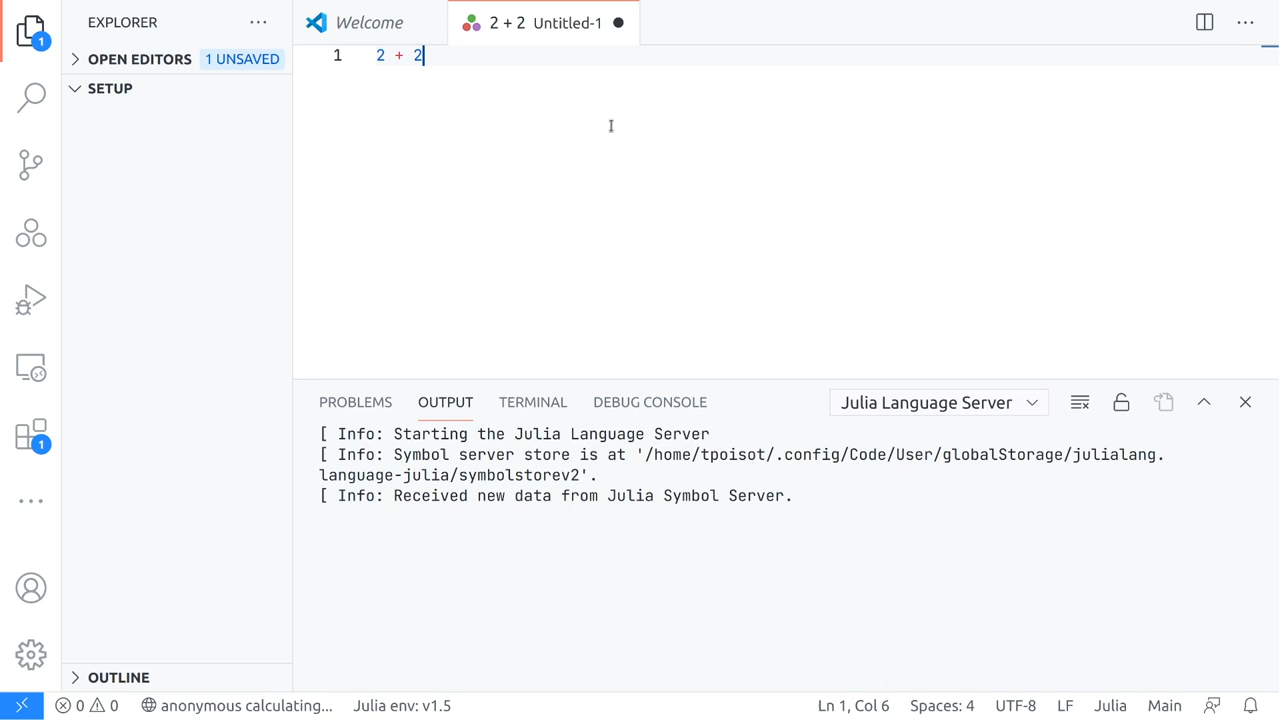 EXPLORER
1
OPEN EDITORS 1 UNSAVED
SETUP
1
OUTLINE
Welcome
2 + 2 Untitled-1
1 2 + 2
PROBLEMS OUTPUT TERMINAL DEBUG CONSOLE Julia Language Server
[ Info: Starting the Julia Language Server
[ Info: Symbol server store is at '/home/tpoisot/.config/Code/User/globalStorage/julialang.
language-julia/symbolstorev2'.
[ Info: Received new data from Julia Symbol Server.
0 0 anonymous calculating... Julia env: v1.5 Ln 1, Col 6 Spaces: 4 UTF-8 LF Julia Main